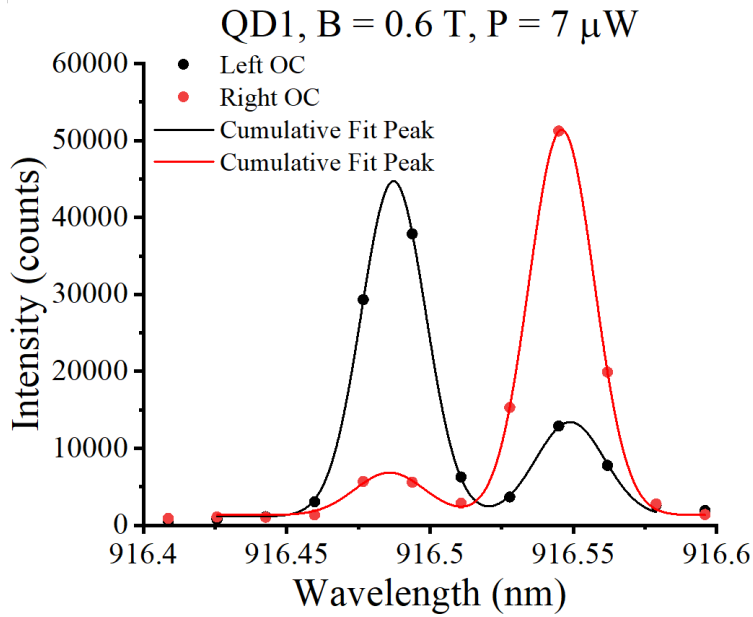 QD1, B = 0.6 T, P = 7 μW
Left OC
Right OC
Cumulative Fit Peak
Cumulative Fit Peak
60000
50000
40000
30000
20000
10000
0
Intensity (counts)
916.4 916.45 916.5 916.55 916.6
Wavelength (nm)